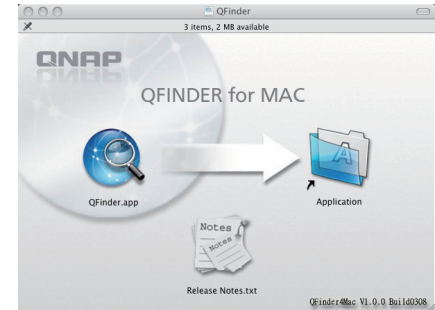 QFinder
3 items, 2 MB available
QNAP
QFINDER for MAC
A
QFinder.app
Application
Notes
Notes
Release Notes.txt
QFinder4Mac V1.0.0 Build0308